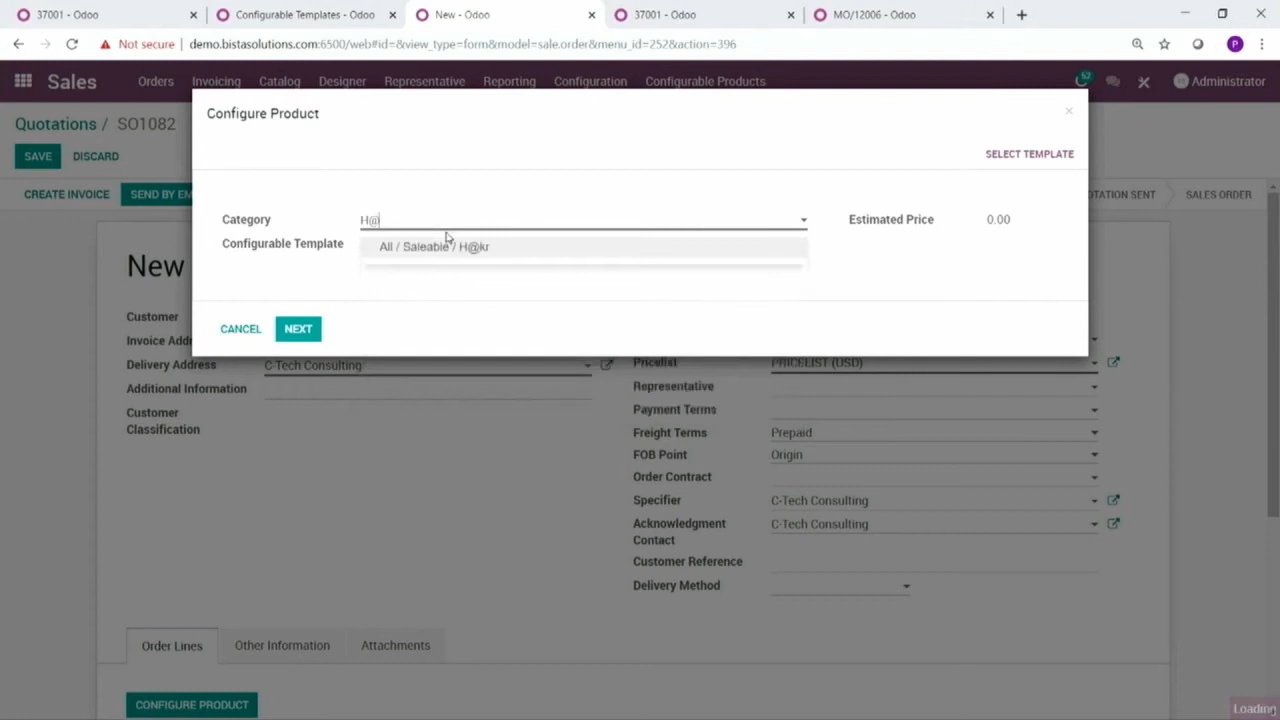 37001 - Odoo
Configurable Templates - Odoo
New - Odoo
37001 - Odoo
MO/12006 - Odoo
Not secure | demo.bistasolutions.com:6500/web#id=&view_type=form&model=sale.order&menu_id=252&action=396
P
Sales Orders Invoicing Catalog Designer Representative Reporting Configuration Configurable Products 52 Administrator
Quotations / SO1082
SAVE DISCARD
CREATE INVOICE SEND BY EM OTATION SENT SALES ORDER
Configure Product ×
SELECT TEMPLATE
Category H@ Estimated Price 0.00
Configurable Template
All / Saleable / H@kr
CANCEL NEXT
New
Customer
Invoice Addr
Delivery Address C-Tech Consulting
Additional Information
Customer
Classification
Pricelist PRICELIST (USD)
Representative
Payment Terms
Freight Terms Prepaid
FOB Point Origin
Order Contract
Specifier C-Tech Consulting
Acknowledgment C-Tech Consulting
Contact
Customer Reference
Delivery Method
Order Lines Other Information Attachments
CONFIGURE PRODUCT
Loading